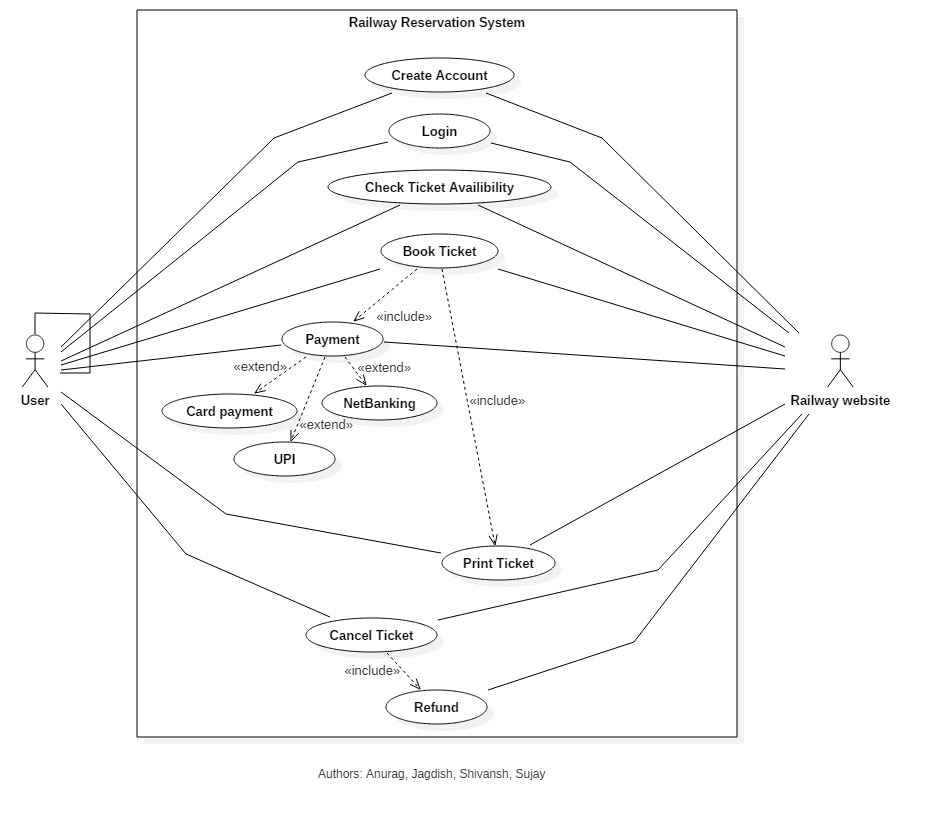 Railway Reservation System
Create Account
Login
Check Ticket Availibility
Book Ticket
«include»
Payment
«extend»
«extend»
User
Card payment
NetBanking
«include»
Railway website
«extend»
UPI
Print Ticket
Cancel Ticket
«include»
Refund
Authors: Anurag, Jagdish, Shivansh, Sujay